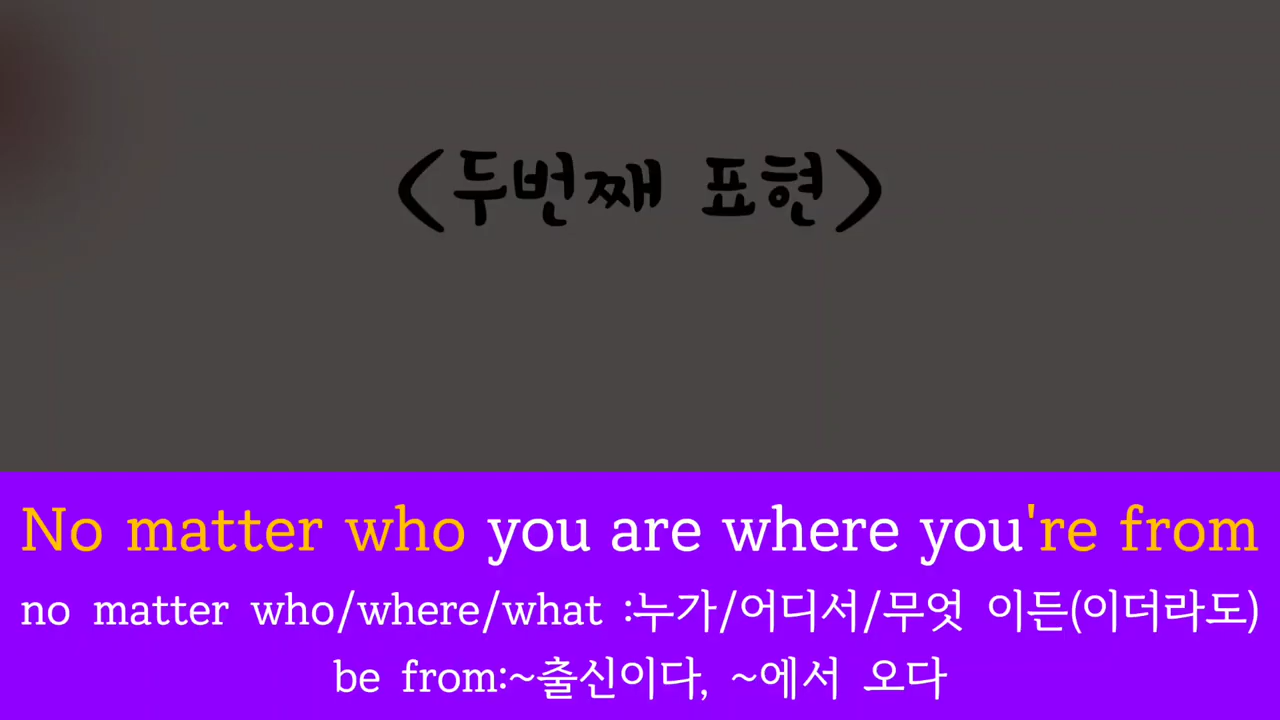 <두번째 표현>
No matter who you are where you're from
no matter who/where/what :누가/어디서/무엇 이든(이더라도)
be from:~출신이다, ~에서 오다